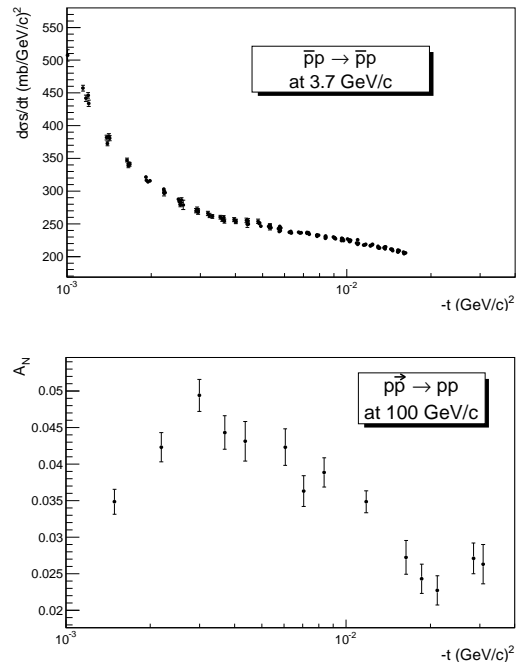 dσs/dt (mb/GeV/c)²
550
500
450
400
350
300
250
200
p̅p → p̅p
at 3.7 GeV/c
10⁻³
10⁻²
-t (GeV/c)²
A_N
0.05
0.045
0.04
0.035
0.03
0.025
0.02
pp⃗ → pp
at 100 GeV/c
10⁻³
10⁻²
-t (GeV/c)²